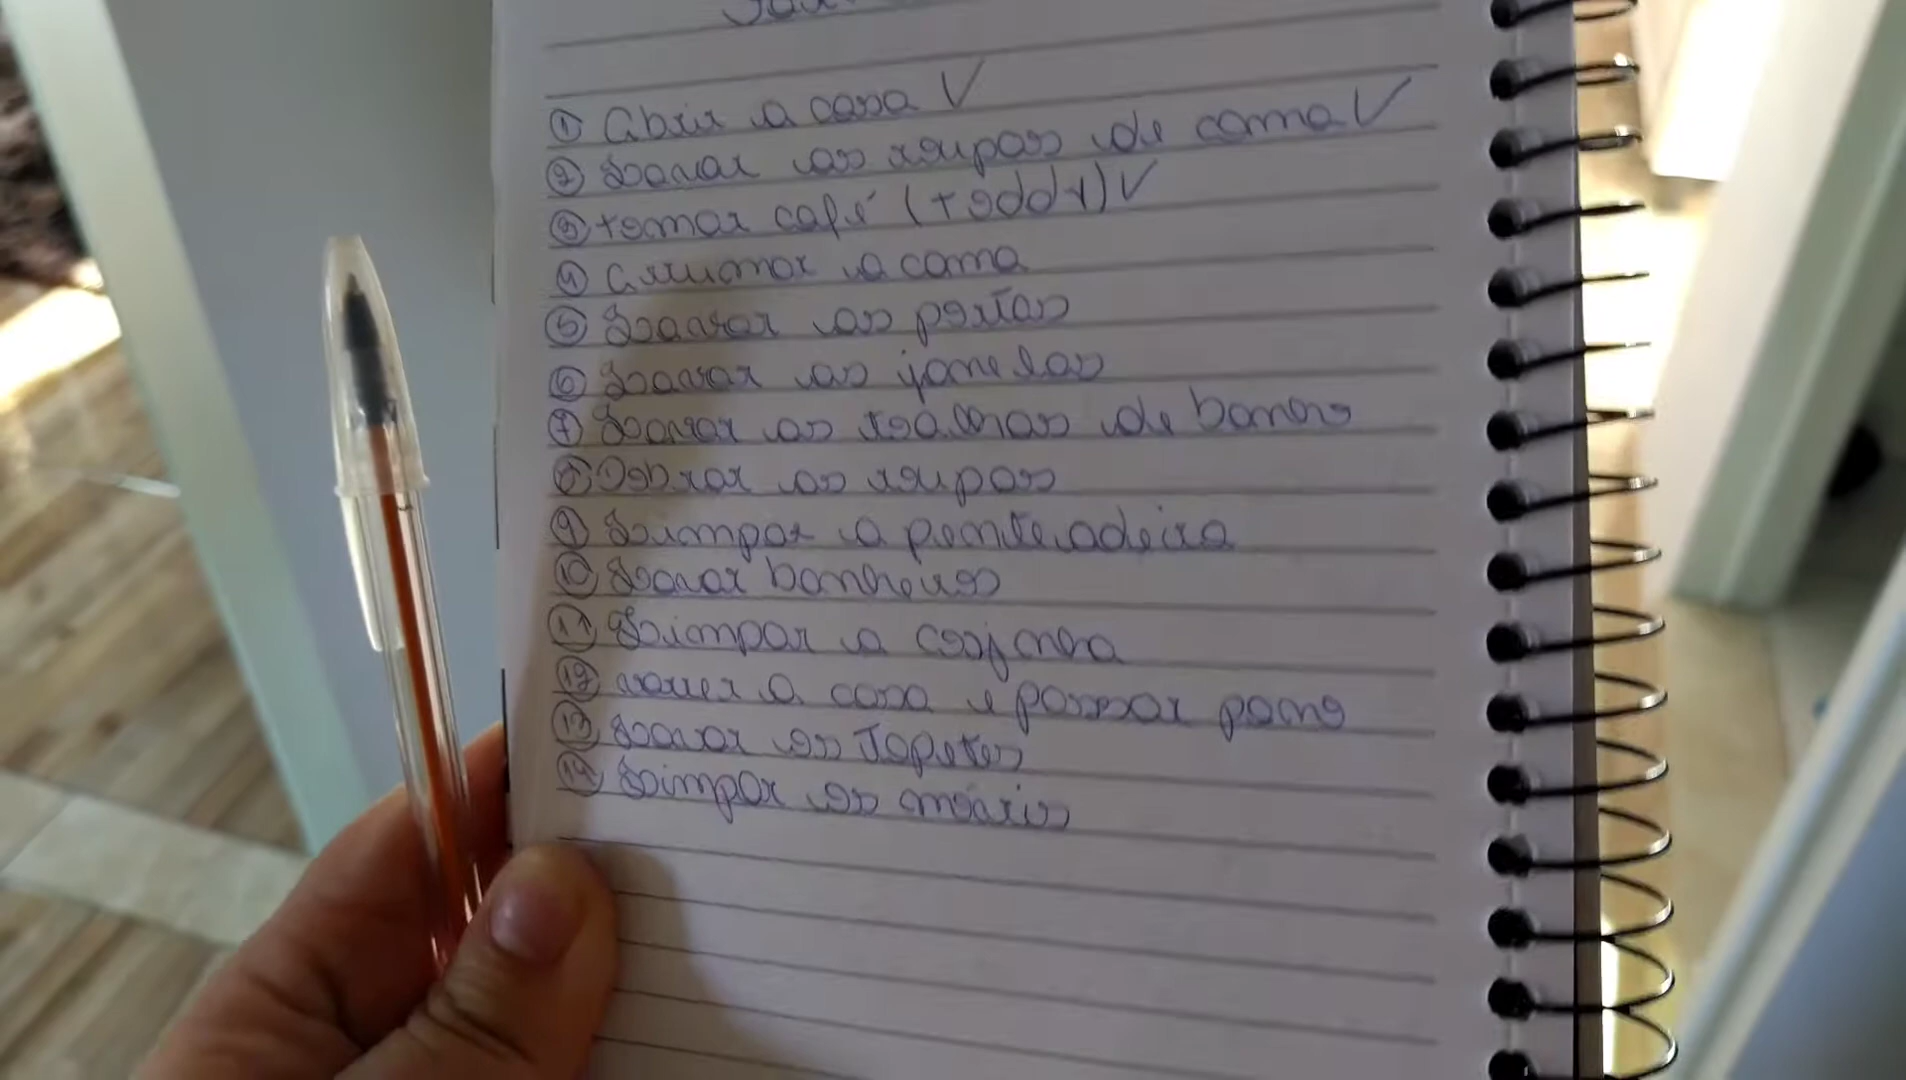 ① Abrir a casa ✓
② Lavar as roupas de cama ✓
③ tomar café (toddy) ✓
④ Arrumar a cama
⑤ Lavar as portas
⑥ Lavar as janelas
⑦ Lavar as toalhas de banho
⑧ Dobrar as roupas
⑨ Limpar a penteadeira
⑩ Lavar banheiros
⑪ Limpar a cozinha
⑫ varrer a casa e passar pano
⑬ Lavar os Tapetes
⑭ Limpar os móvris